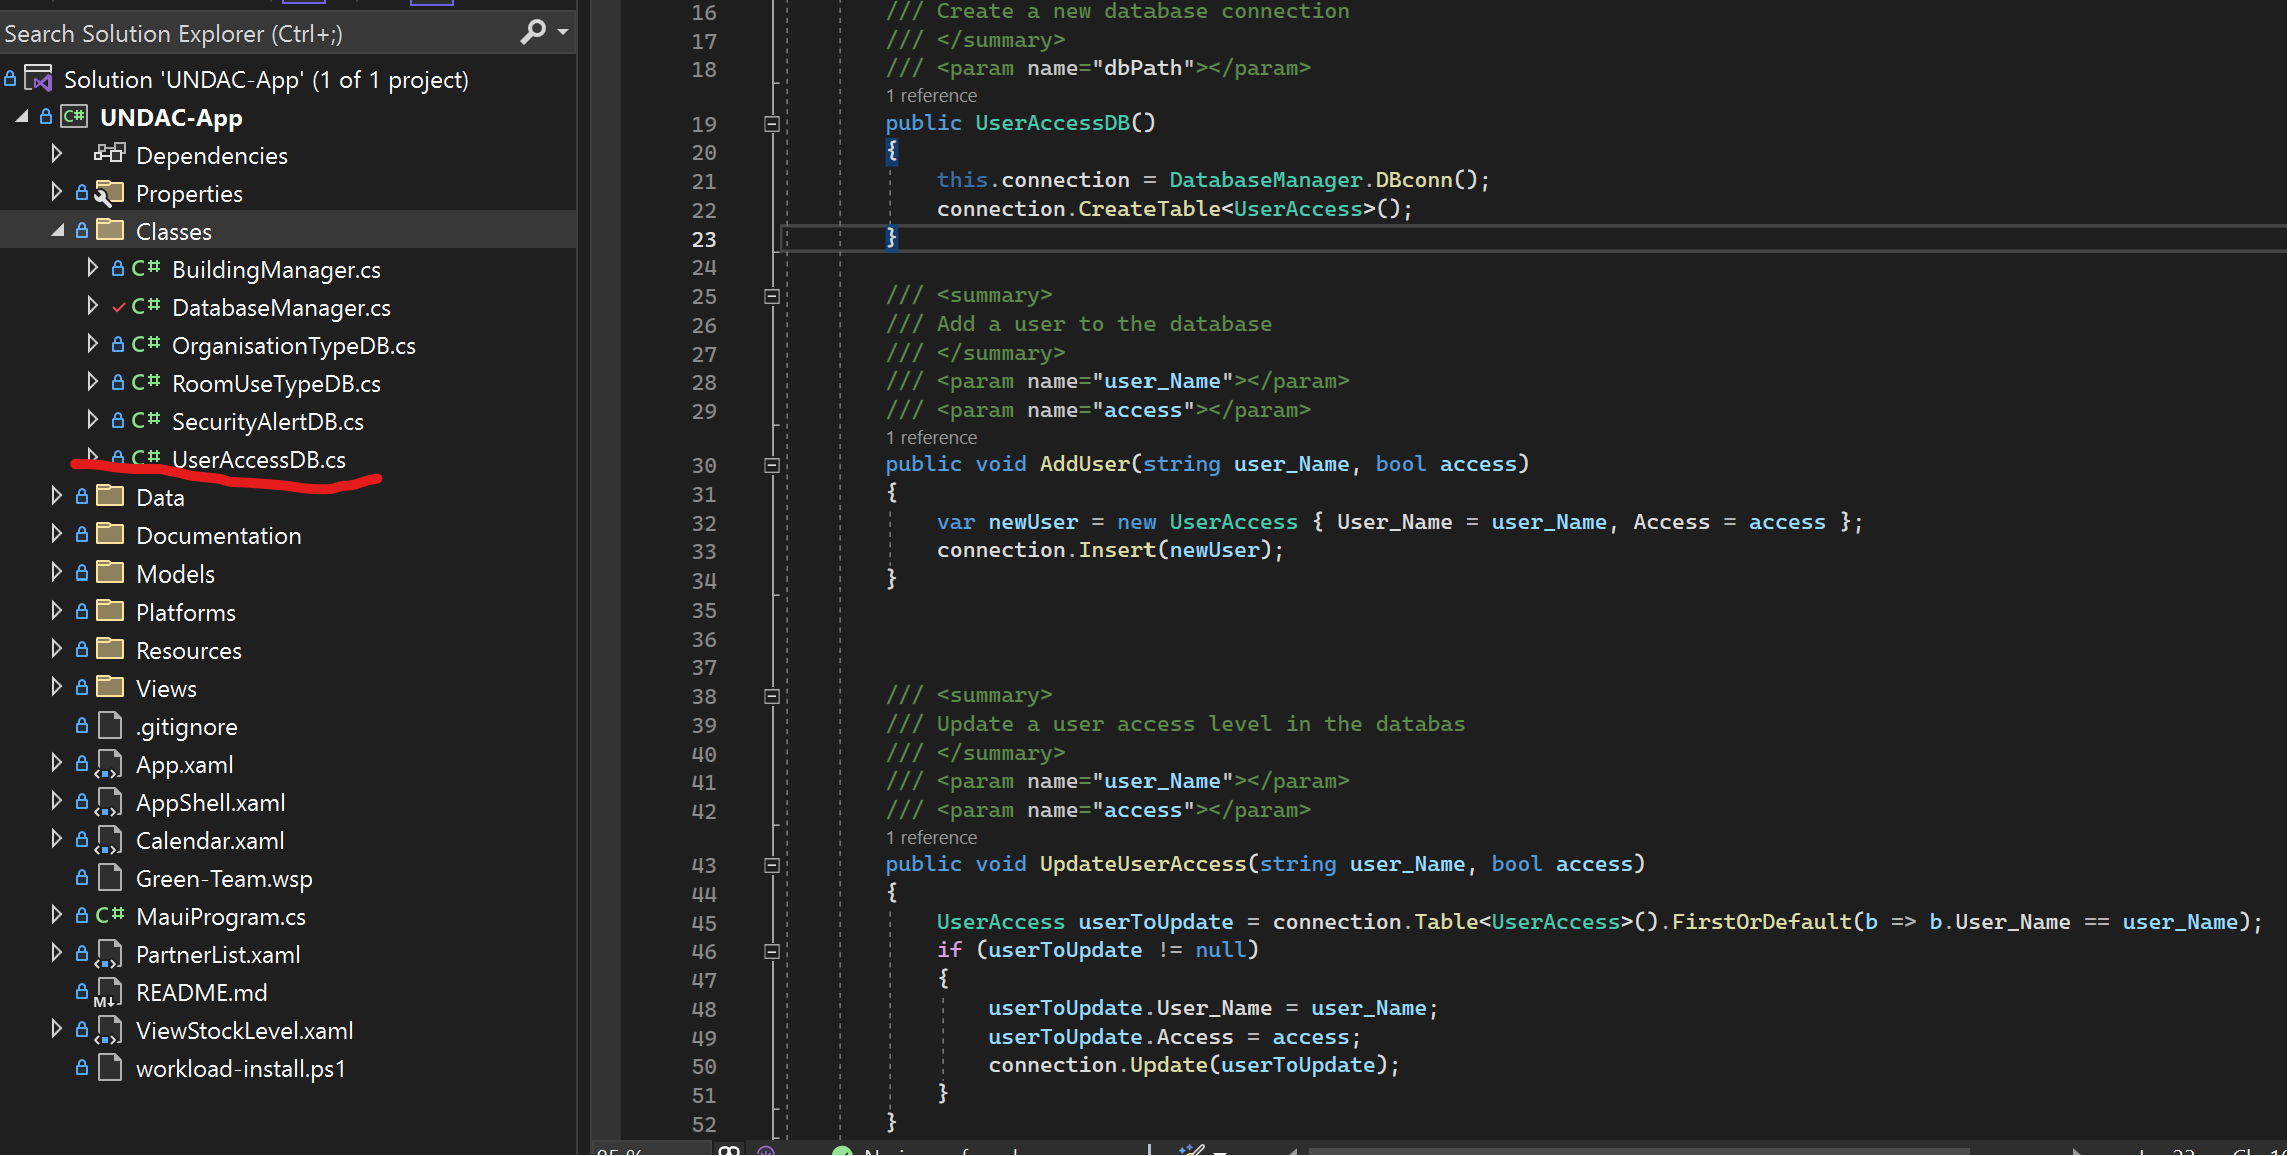 Search Solution Explorer (Ctrl+;)
Solution 'UNDAC-App' (1 of 1 project)
C# UNDAC-App
Dependencies
Properties
Classes
C# BuildingManager.cs
C# DatabaseManager.cs
C# OrganisationTypeDB.cs
C# RoomUseTypeDB.cs
C# SecurityAlertDB.cs
C# UserAccessDB.cs
Data
Documentation
Models
Platforms
Resources
Views
.gitignore
App.xaml
AppShell.xaml
Calendar.xaml
Green-Team.wsp
C# MauiProgram.cs
PartnerList.xaml
README.md
ViewStockLevel.xaml
workload-install.ps1
16 /// Create a new database connection
17 /// </summary>
18 /// <param name="dbPath"></param>
1 reference
19 public UserAccessDB()
20 {
21 this.connection = DatabaseManager.DBconn();
22 connection.CreateTable<UserAccess>();
23 }
24
25 /// <summary>
26 /// Add a user to the database
27 /// </summary>
28 /// <param name="user_Name"></param>
29 /// <param name="access"></param>
1 reference
30 public void AddUser(string user_Name, bool access)
31 {
32 var newUser = new UserAccess { User_Name = user_Name, Access = access };
33 connection.Insert(newUser);
34 }
35
36
37
38 /// <summary>
39 /// Update a user access level in the databas
40 /// </summary>
41 /// <param name="user_Name"></param>
42 /// <param name="access"></param>
1 reference
43 public void UpdateUserAccess(string user_Name, bool access)
44 {
45 UserAccess userToUpdate = connection.Table<UserAccess>().FirstOrDefault(b => b.User_Name == user_Name);
46 if (userToUpdate != null)
47 {
48 userToUpdate.User_Name = user_Name;
49 userToUpdate.Access = access;
50 connection.Update(userToUpdate);
51 }
52 }